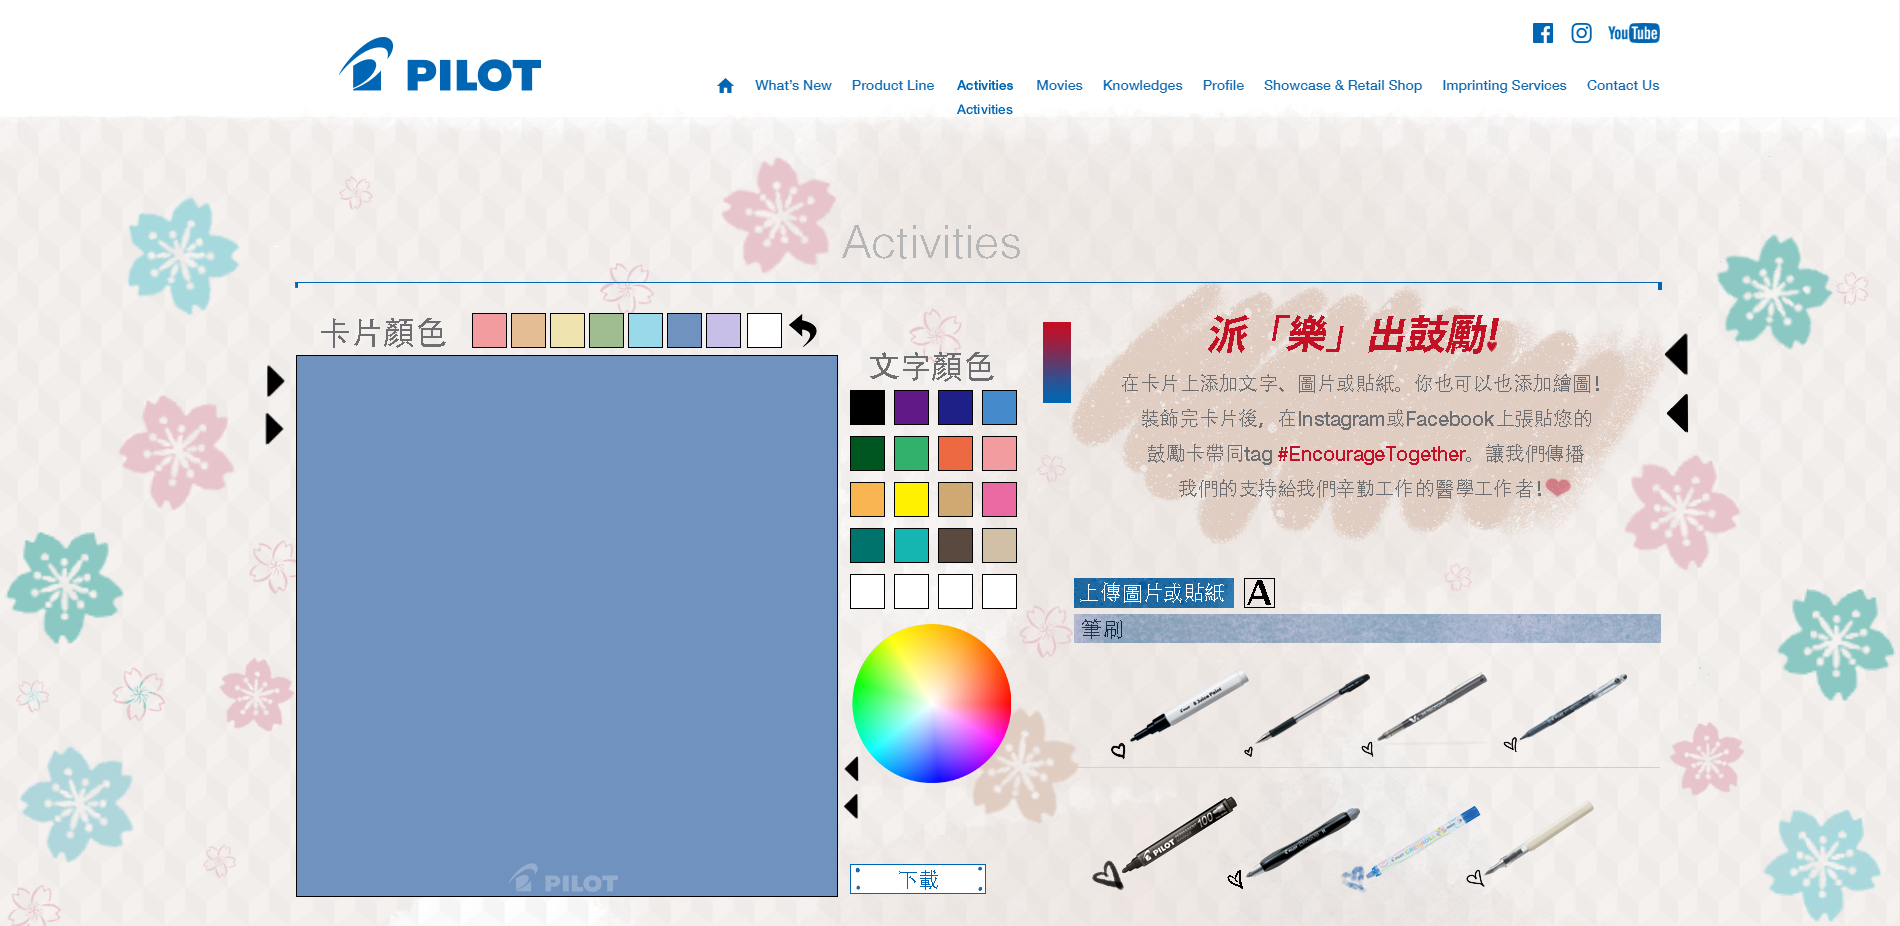 PILOT
YouTube
What's New
Product Line
Activities
Movies
Knowledges
Profile
Showcase & Retail Shop
Imprinting Services
Contact Us
Activities
Activities
卡片顏色
文字顏色
派「樂」出鼓勵!
在卡片上添加文字、圖片或貼紙。你也可以也添加繪圖!
裝飾完卡片後，在Instagram或Facebook上張貼您的
鼓勵卡帶同tag #EncourageTogether。讓我們傳播
我們的支持給我們辛勤工作的醫學工作者!
上傳圖片或貼紙
A
筆刷
PILOT
PILOT
100
下載